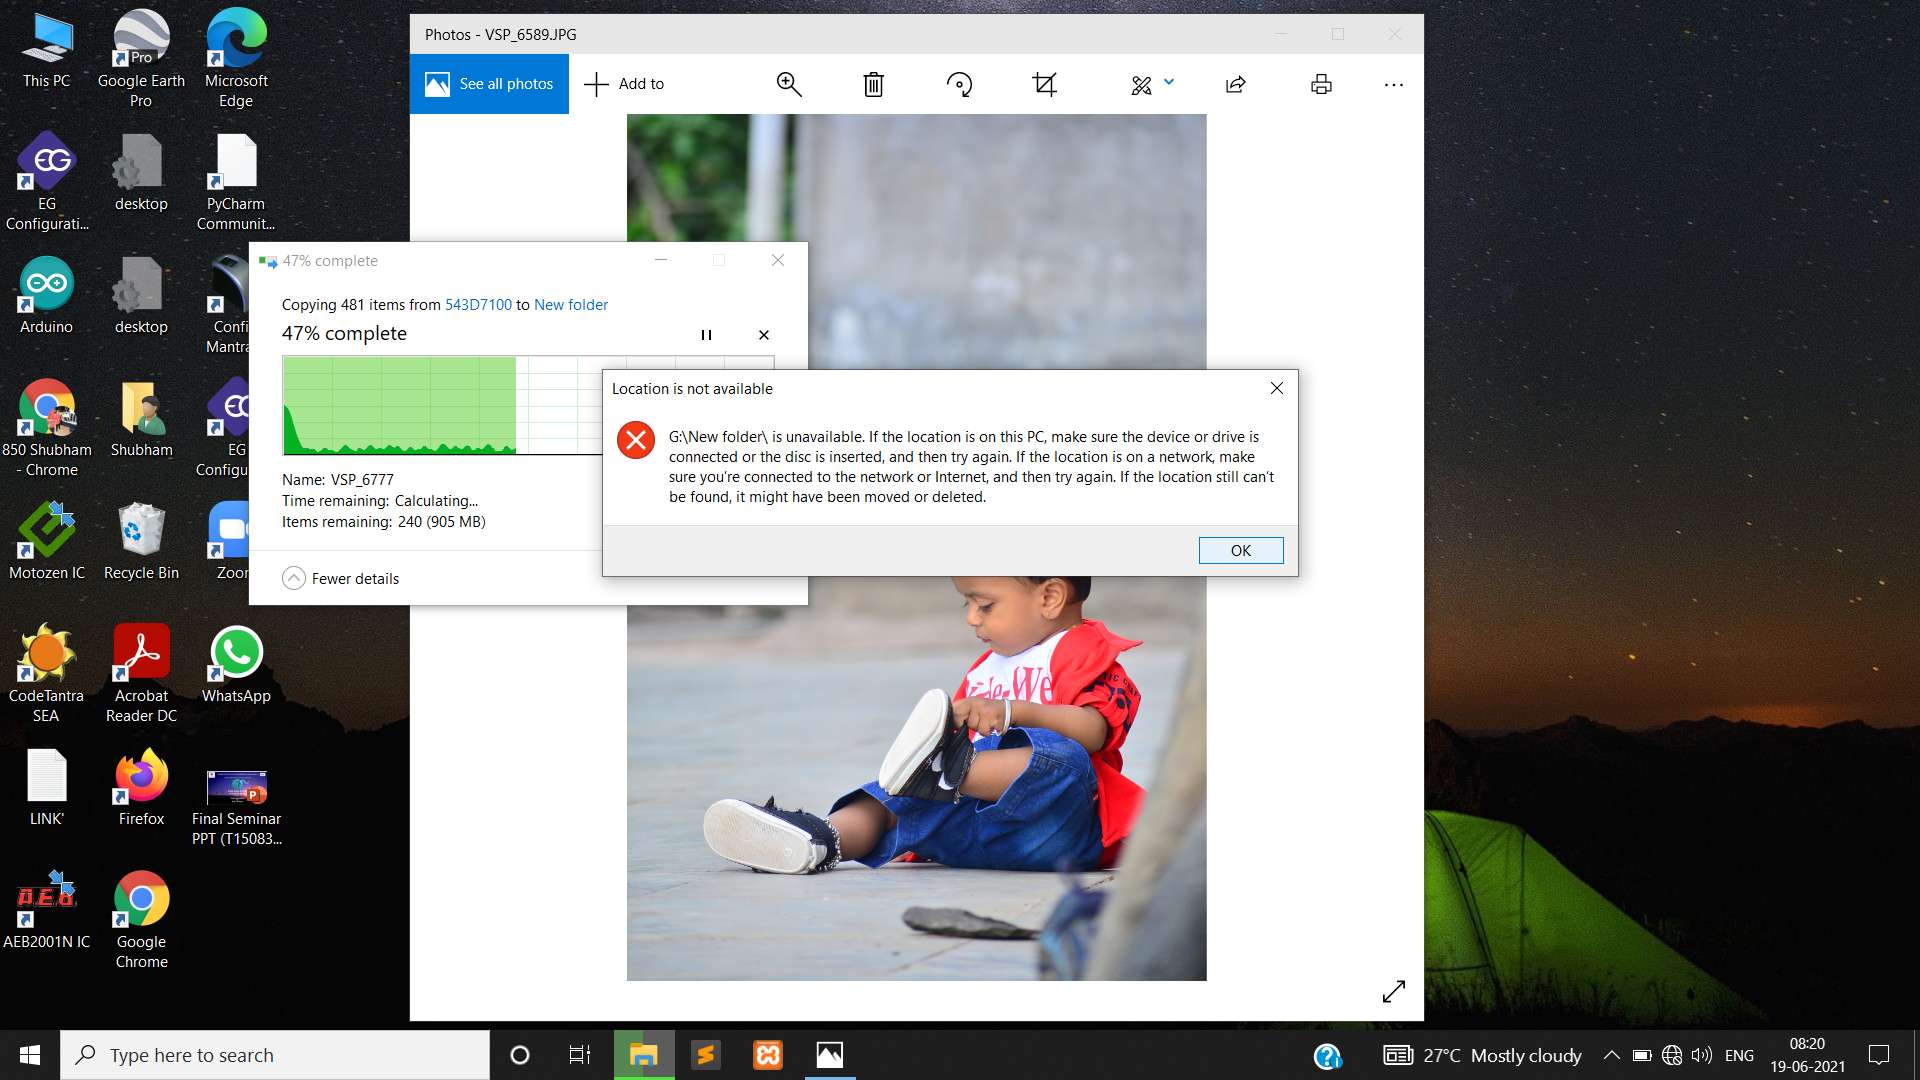 This PC
Google Earth
Pro
Microsoft
Edge
EG
Configurati...
desktop
PyCharm
Communit...
Arduino
desktop
Confi
Mantra
850 Shubham
- Chrome
Shubham
EG
Configu
Motozen IC
Recycle Bin
Zoo
CodeTantra
SEA
Acrobat
Reader DC
WhatsApp
LINK'
Firefox
Final Seminar
PPT (T15083...
AEB2001N IC
Google
Chrome
Photos - VSP_6589.JPG
See all photos
Add to
47% complete
Copying 481 items from 543D7100 to New folder
47% complete
Name: VSP_6777
Time remaining: Calculating...
Items remaining: 240 (905 MB)
Fewer details
Location is not available
G:\New folder\ is unavailable. If the location is on this PC, make sure the device or drive is
connected or the disc is inserted, and then try again. If the location is on a network, make
sure you're connected to the network or Internet, and then try again. If the location still can't
be found, it might have been moved or deleted.
OK
Type here to search
27°C Mostly cloudy
ENG
08:20
19-06-2021